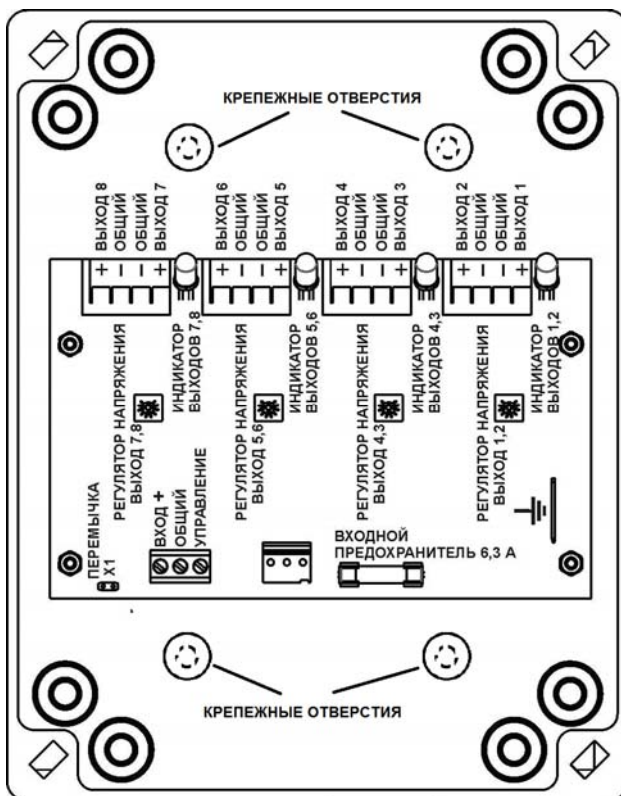 КРЕПЕЖНЫЕ ОТВЕРСТИЯ
ВЫХОД 8
ОБЩИЙ
ОБЩИЙ
ВЫХОД 7
ВЫХОД 6
ОБЩИЙ
ОБЩИЙ
ВЫХОД 5
ВЫХОД 4
ОБЩИЙ
ОБЩИЙ
ВЫХОД 3
ВЫХОД 2
ОБЩИЙ
ОБЩИЙ
ВЫХОД 1
+ − − +
+ − − +
+ − − +
+ − − +
РЕГУЛЯТОР НАПРЯЖЕНИЯ
ВЫХОД 7,8
ИНДИКАТОР
ВЫХОДОВ 7,8
РЕГУЛЯТОР НАПРЯЖЕНИЯ
ВЫХОД 5,6
ИНДИКАТОР
ВЫХОДОВ 5,6
РЕГУЛЯТОР НАПРЯЖЕНИЯ
ВЫХОД 4,3
ИНДИКАТОР
ВЫХОДОВ 4,3
РЕГУЛЯТОР НАПРЯЖЕНИЯ
ВЫХОД 1,2
ИНДИКАТОР
ВЫХОДОВ 1,2
ПЕРЕМЫЧКА
X1
ВХОД +
ОБЩИЙ
УПРАВЛЕНИЕ
ВХОДНОЙ
ПРЕДОХРАНИТЕЛЬ 6,3 А
КРЕПЕЖНЫЕ ОТВЕРСТИЯ